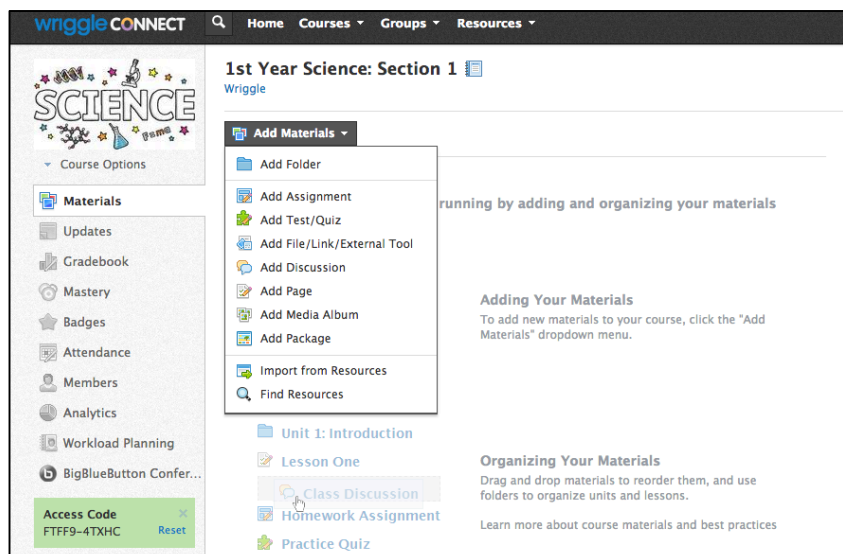 wriggle CONNECT Home Courses Groups Resources
SCIENCE
Course Options
Materials
Updates
Gradebook
Mastery
Badges
Attendance
Members
Analytics
Workload Planning
BigBlueButton Confer...
Access Code
FTFF9-4TXHC Reset
1st Year Science: Section 1
Wriggle
Add Materials
Add Folder
Add Assignment
Add Test/Quiz
Add File/Link/External Tool
Add Discussion
Add Page
Add Media Album
Add Package
Import from Resources
Find Resources
running by adding and organizing your materials
Adding Your Materials
To add new materials to your course, click the "Add
Materials" dropdown menu.
Unit 1: Introduction
Lesson One
Class Discussion
Homework Assignment
Practice Quiz
Organizing Your Materials
Drag and drop materials to reorder them, and use
folders to organize units and lessons.
Learn more about course materials and best practices